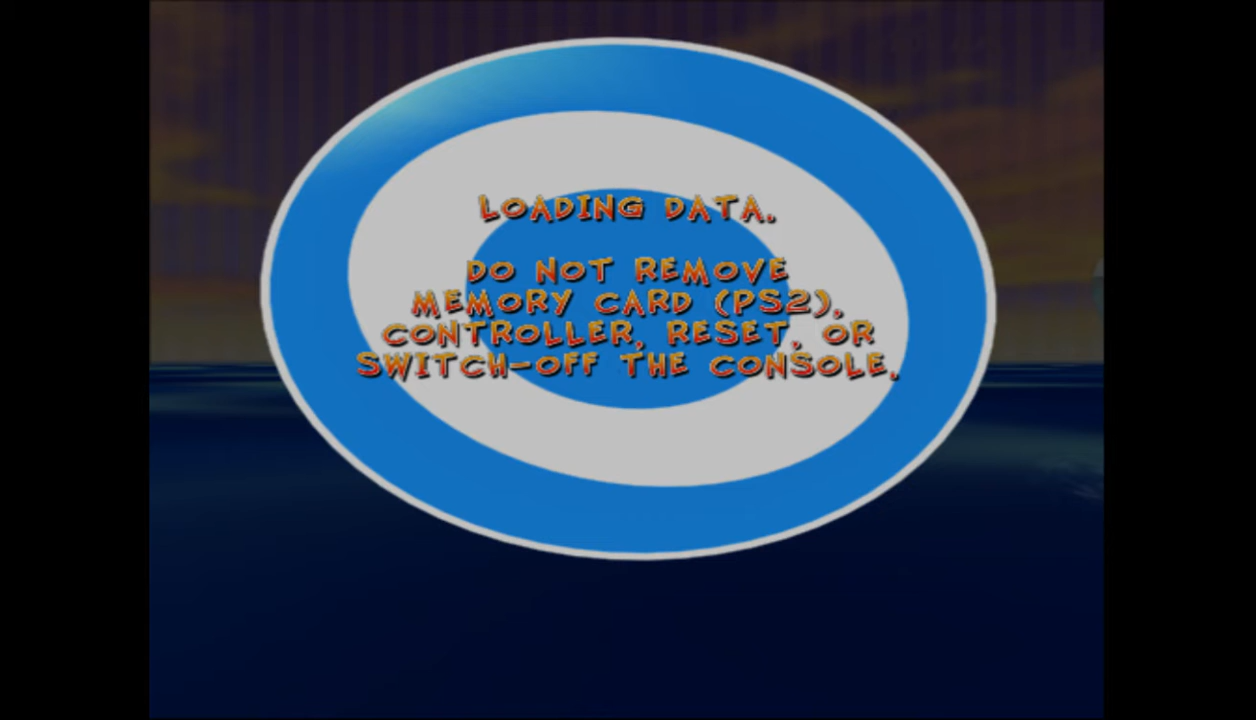 LOADING DATA.
DO NOT REMOVE
MEMORY CARD (PS2),
CONTROLLER, RESET, OR
SWITCH-OFF THE CONSOLE.